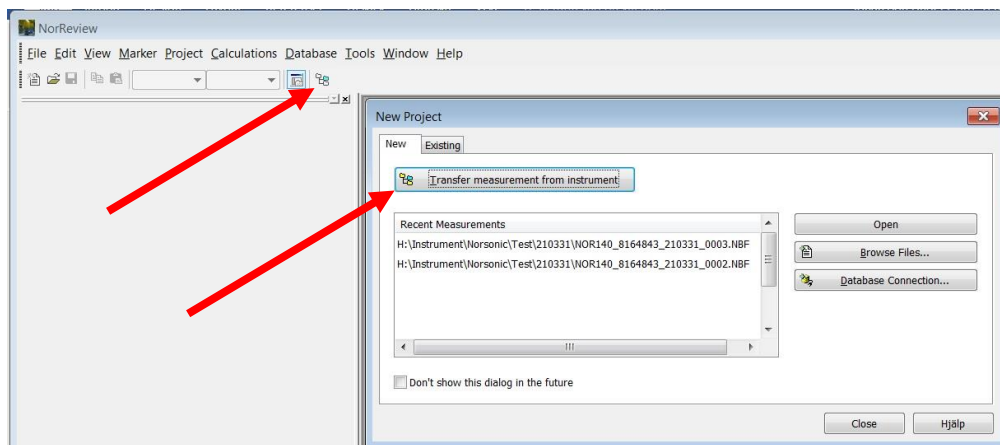 NorReview
File Edit View Marker Project Calculations Database Tools Window Help
New Project
New Existing
Transfer measurement from instrument
Recent Measurements
H:\Instrument\Norsonic\Test\210331\NOR140_8164843_210331_0003.NBF
H:\Instrument\Norsonic\Test\210331\NOR140_8164843_210331_0002.NBF
Open
Browse Files...
Database Connection...
Don't show this dialog in the future
Close Hjälp